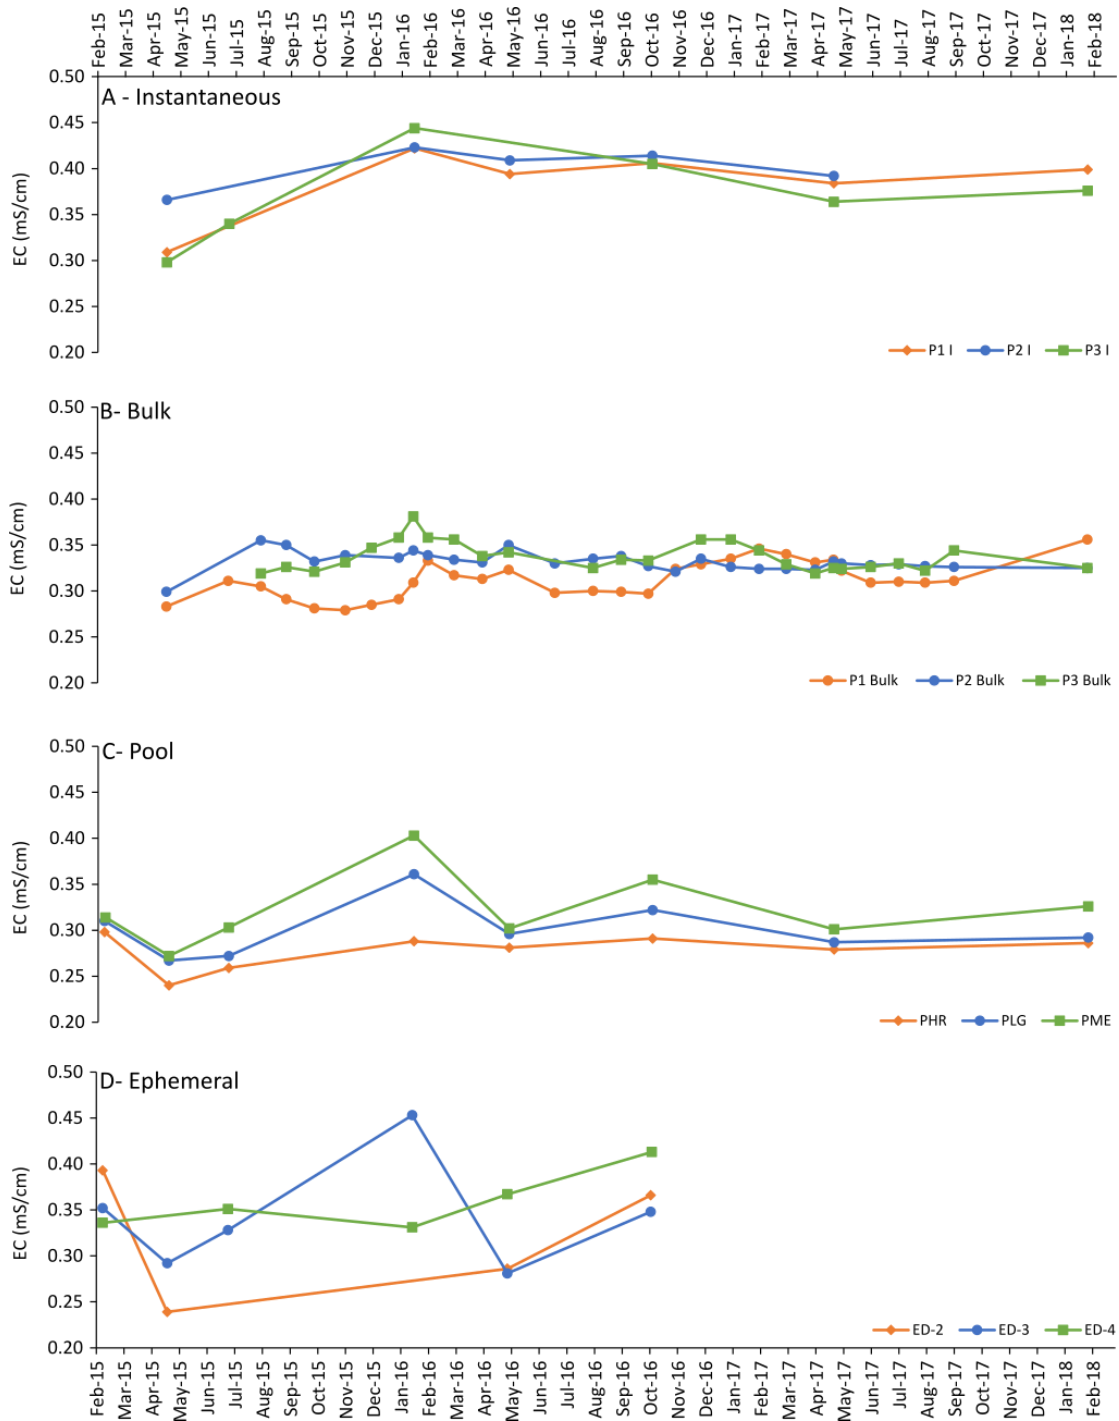 Feb-15 Mar-15 Apr-15 May-15 Jun-15 Jul-15 Aug-15 Sep-15 Oct-15 Nov-15 Dec-15 Jan-16 Feb-16 Mar-16 Apr-16 May-16 Jun-16 Jul-16 Aug-16 Sep-16 Oct-16 Nov-16 Dec-16 Jan-17 Feb-17 Mar-17 Apr-17 May-17 Jun-17 Jul-17 Aug-17 Sep-17 Oct-17 Nov-17 Dec-17 Jan-18 Feb-18
A - Instantaneous
EC (mS/cm)
0.50
0.45
0.40
0.35
0.30
0.25
0.20
P1 I P2 I P3 I
B- Bulk
EC (mS/cm)
0.50
0.45
0.40
0.35
0.30
0.25
0.20
P1 Bulk P2 Bulk P3 Bulk
C- Pool
EC (mS/cm)
0.50
0.45
0.40
0.35
0.30
0.25
0.20
PHR PLG PME
D- Ephemeral
EC (mS/cm)
0.50
0.45
0.40
0.35
0.30
0.25
0.20
ED-2 ED-3 ED-4
Feb-15 Mar-15 Apr-15 May-15 Jun-15 Jul-15 Aug-15 Sep-15 Oct-15 Nov-15 Dec-15 Jan-16 Feb-16 Mar-16 Apr-16 May-16 Jun-16 Jul-16 Aug-16 Sep-16 Oct-16 Nov-16 Dec-16 Jan-17 Feb-17 Mar-17 Apr-17 May-17 Jun-17 Jul-17 Aug-17 Sep-17 Oct-17 Nov-17 Dec-17 Jan-18 Feb-18